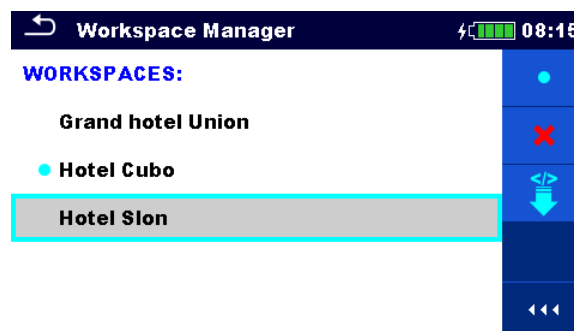 Workspace Manager 08:15
WORKSPACES:
Grand hotel Union
Hotel Cubo
</>
Hotel Slon